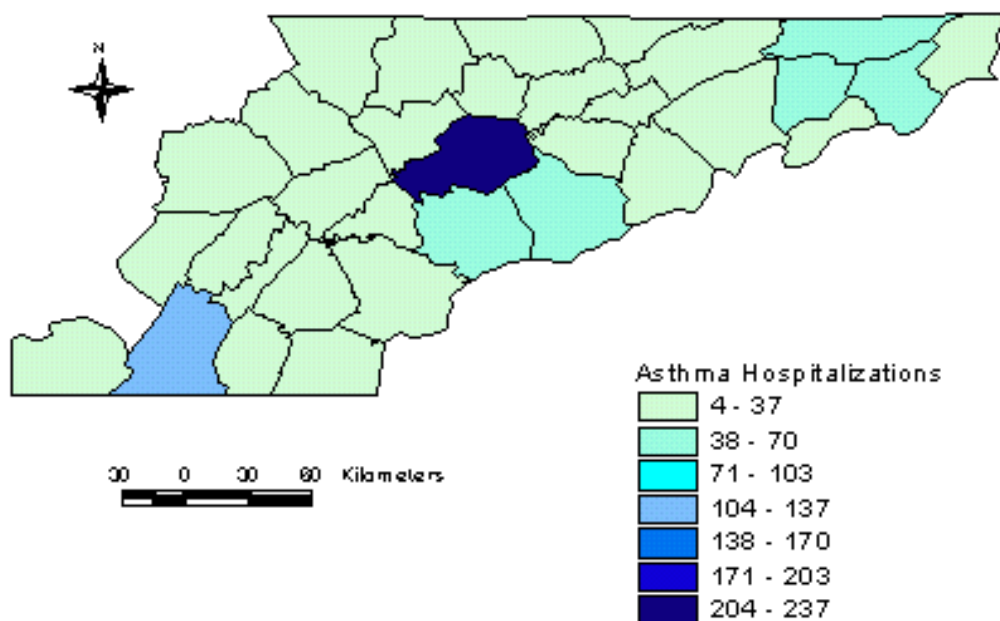 N
Asthma Hospitalizations
4 - 37
38 - 70
71 - 103
104 - 137
138 - 170
171 - 203
204 - 237
30 0 30 60 Kilometers